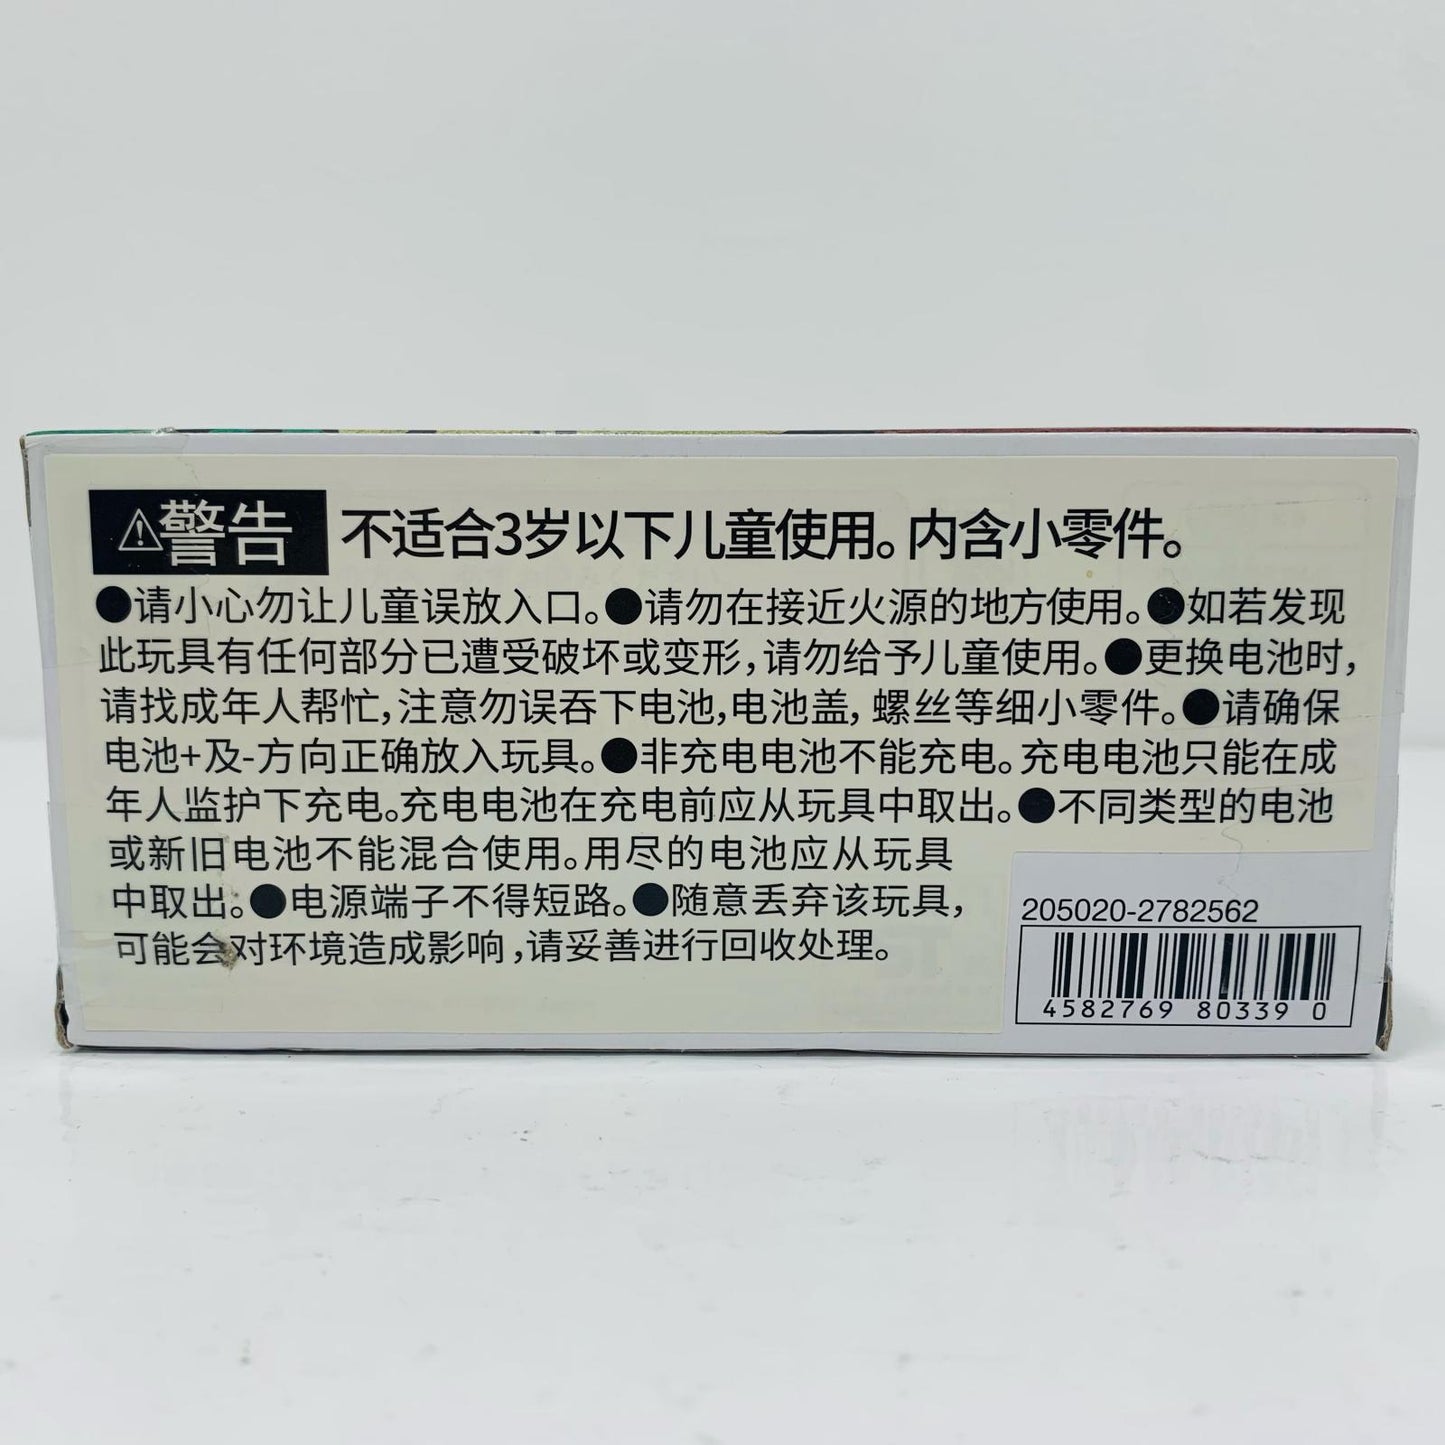 ⚠警告 不适合3岁以下儿童使用。内含小零件。
●请小心勿让儿童误放入口。●请勿在接近火源的地方使用。●如若发现
此玩具有任何部分已遭受破坏或变形,请勿给予儿童使用。●更换电池时,
请找成年人帮忙,注意勿误吞下电池,电池盖,螺丝等细小零件。●请确保
电池+及-方向正确放入玩具。●非充电电池不能充电。充电电池只能在成
年人监护下充电。充电电池在充电前应从玩具中取出。●不同类型的电池
或新旧电池不能混合使用。用尽的电池应从玩具
中取出。●电源端子不得短路。●随意丢弃该玩具,
可能会对环境造成影响,请妥善进行回收处理。
205020-2782562
4582769 80339 0